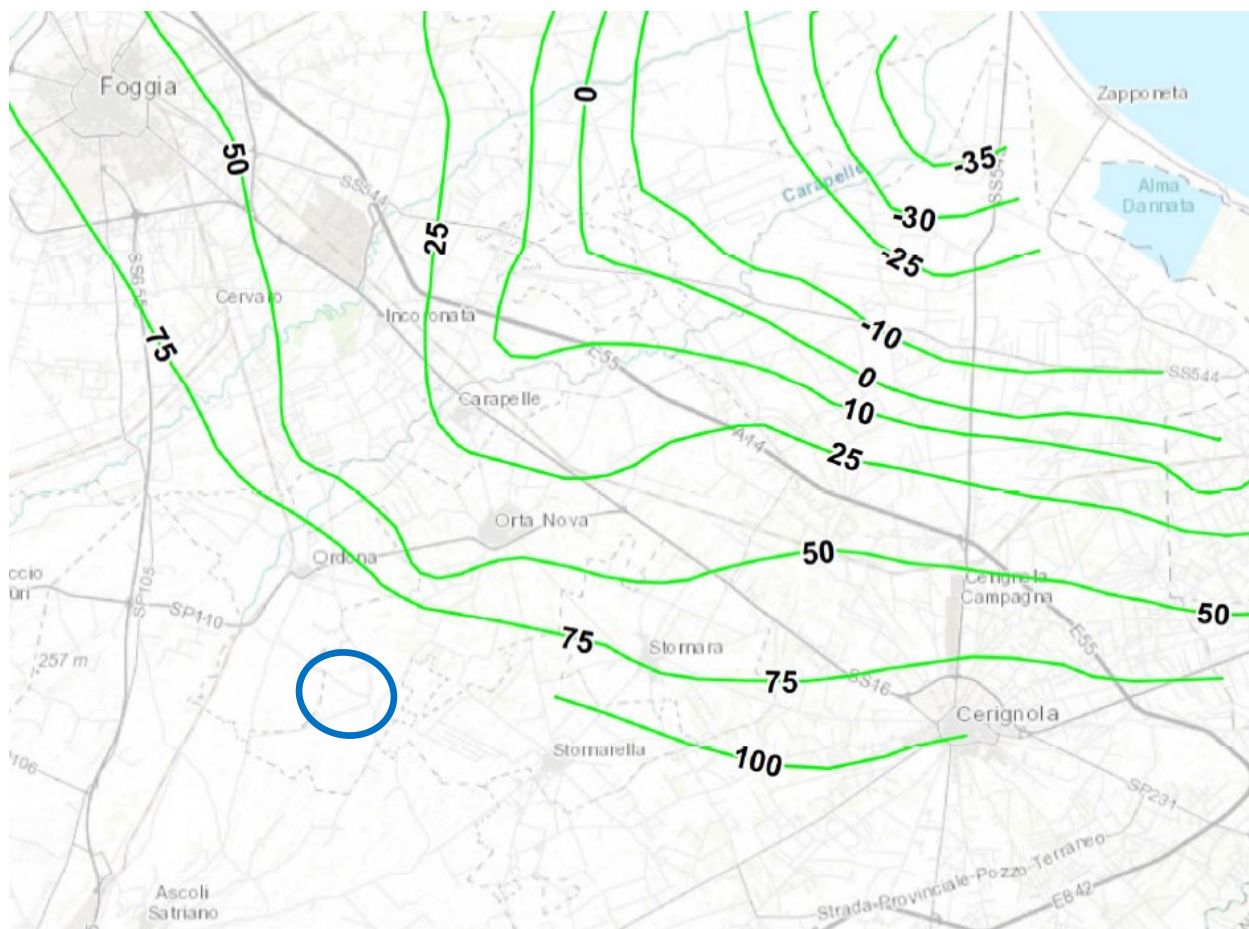 Foggia
Zapponeta
0
50
-35
SS544
SS545
Carapelle
Alma
Dannata
-30
25
-25
SS655
Cervaro
Incoronata
75
-10
E55
0
SS544
Carapelle
10
A14
25
Orta Nova
50
Ordona
SP105
Cerignola
Campagna
SP110
50
75
E55
Stornara
257 m
75
SS16
Cerignola
Stornarella
100
SP231
Ascoli
Satriano
Strada-Provinciale-Pozzo-Terraneo
E842